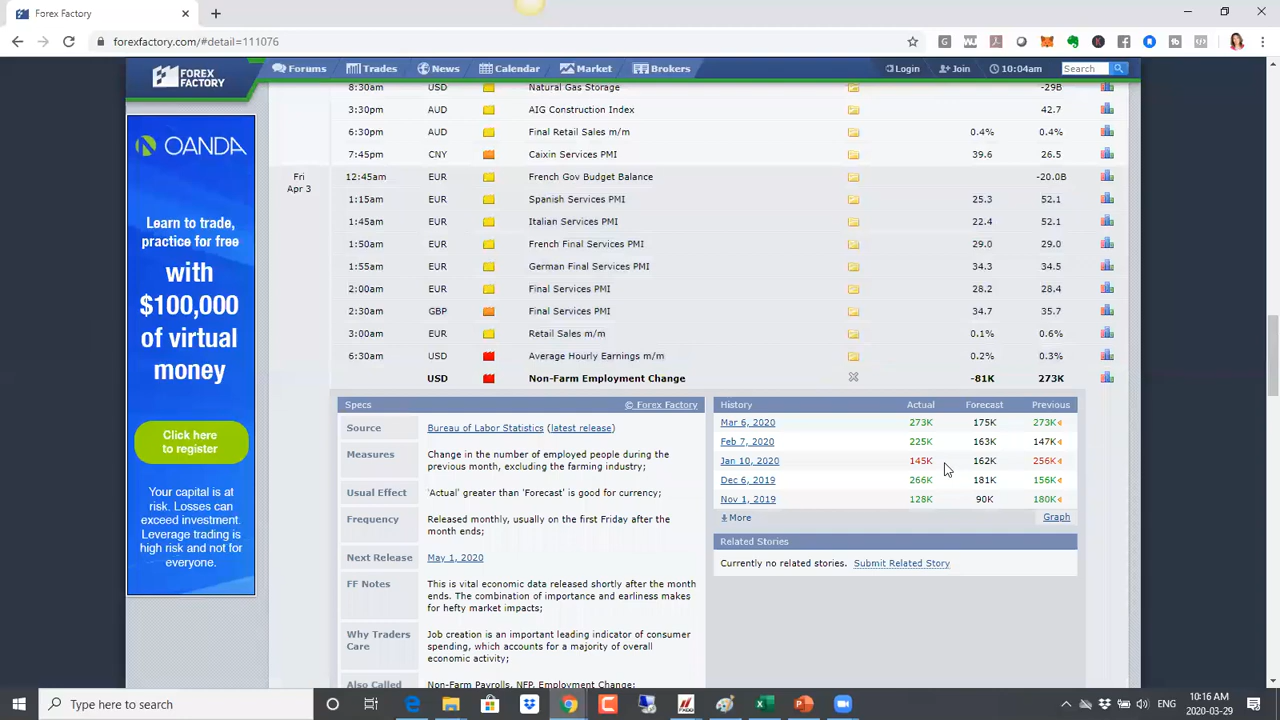 Forex Factory
forexfactory.com/#detail=111076
FOREX FACTORY
Forums Trades News Calendar Market Brokers Login Join 10:04am Search
8:30am USD Natural Gas Storage -29B
3:30pm AUD AIG Construction Index 42.7
6:30pm AUD Final Retail Sales m/m 0.4% 0.4%
7:45pm CNY Caixin Services PMI 39.6 26.5
Fri Apr 3 12:45am EUR French Gov Budget Balance -20.0B
1:15am EUR Spanish Services PMI 25.3 52.1
1:45am EUR Italian Services PMI 22.4 52.1
1:50am EUR French Final Services PMI 29.0 29.0
1:55am EUR German Final Services PMI 34.3 34.5
2:00am EUR Final Services PMI 28.2 28.4
2:30am GBP Final Services PMI 34.7 35.7
3:00am EUR Retail Sales m/m 0.1% 0.6%
6:30am USD Average Hourly Earnings m/m 0.2% 0.3%
USD Non-Farm Employment Change -81K 273K
OANDA
Learn to trade,
practice for free
with
$100,000
of virtual
money
Click here
to register
Your capital is at
risk. Losses can
exceed investment.
Leverage trading is
high risk and not for
everyone.
Specs © Forex Factory
Source Bureau of Labor Statistics (latest release)
Measures Change in the number of employed people during the
previous month, excluding the farming industry;
Usual Effect 'Actual' greater than 'Forecast' is good for currency;
Frequency Released monthly, usually on the first Friday after the
month ends;
Next Release May 1, 2020
FF Notes This is vital economic data released shortly after the month
ends. The combination of importance and earliness makes
for hefty market impacts;
Why Traders Care Job creation is an important leading indicator of consumer
spending, which accounts for a majority of overall
economic activity;
Also Called Non-Farm Payrolls, NFP, Employment Change;
History Actual Forecast Previous
Mar 6, 2020 273K 175K 273K
Feb 7, 2020 225K 163K 147K
Jan 10, 2020 145K 162K 256K
Dec 6, 2019 266K 181K 156K
Nov 1, 2019 128K 90K 180K
More Graph
Related Stories
Currently no related stories. Submit Related Story
Type here to search
ENG
10:16 AM
2020-03-29